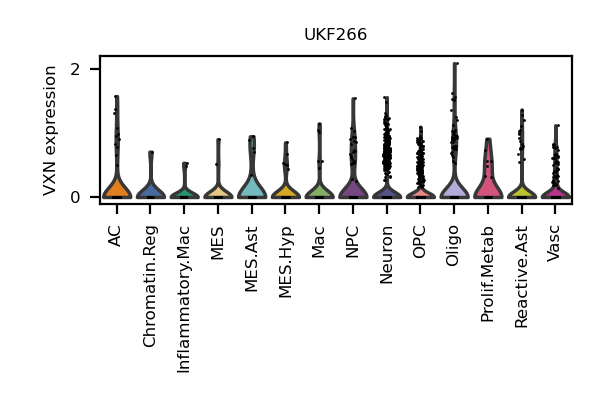 UKF266
VXN expression
2
0
AC
Chromatin.Reg
Inflammatory.Mac
MES
MES.Ast
MES.Hyp
Mac
NPC
Neuron
OPC
Oligo
Prolif.Metab
Reactive.Ast
Vasc